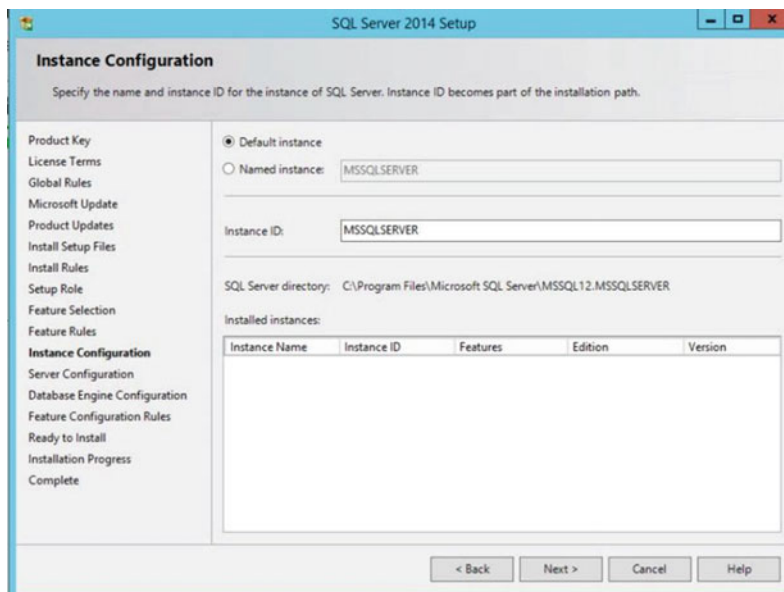 SQL Server 2014 Setup
Instance Configuration
Specify the name and instance ID for the instance of SQL Server. Instance ID becomes part of the installation path.
Product Key
License Terms
Global Rules
Microsoft Update
Product Updates
Install Setup Files
Install Rules
Setup Role
Feature Selection
Feature Rules
Instance Configuration
Server Configuration
Database Engine Configuration
Feature Configuration Rules
Ready to Install
Installation Progress
Complete
Default instance
Named instance: MSSQLSERVER
Instance ID: MSSQLSERVER
SQL Server directory: C:\Program Files\Microsoft SQL Server\MSSQL12.MSSQLSERVER
Installed instances:
Instance Name Instance ID Features Edition Version
< Back Next > Cancel Help